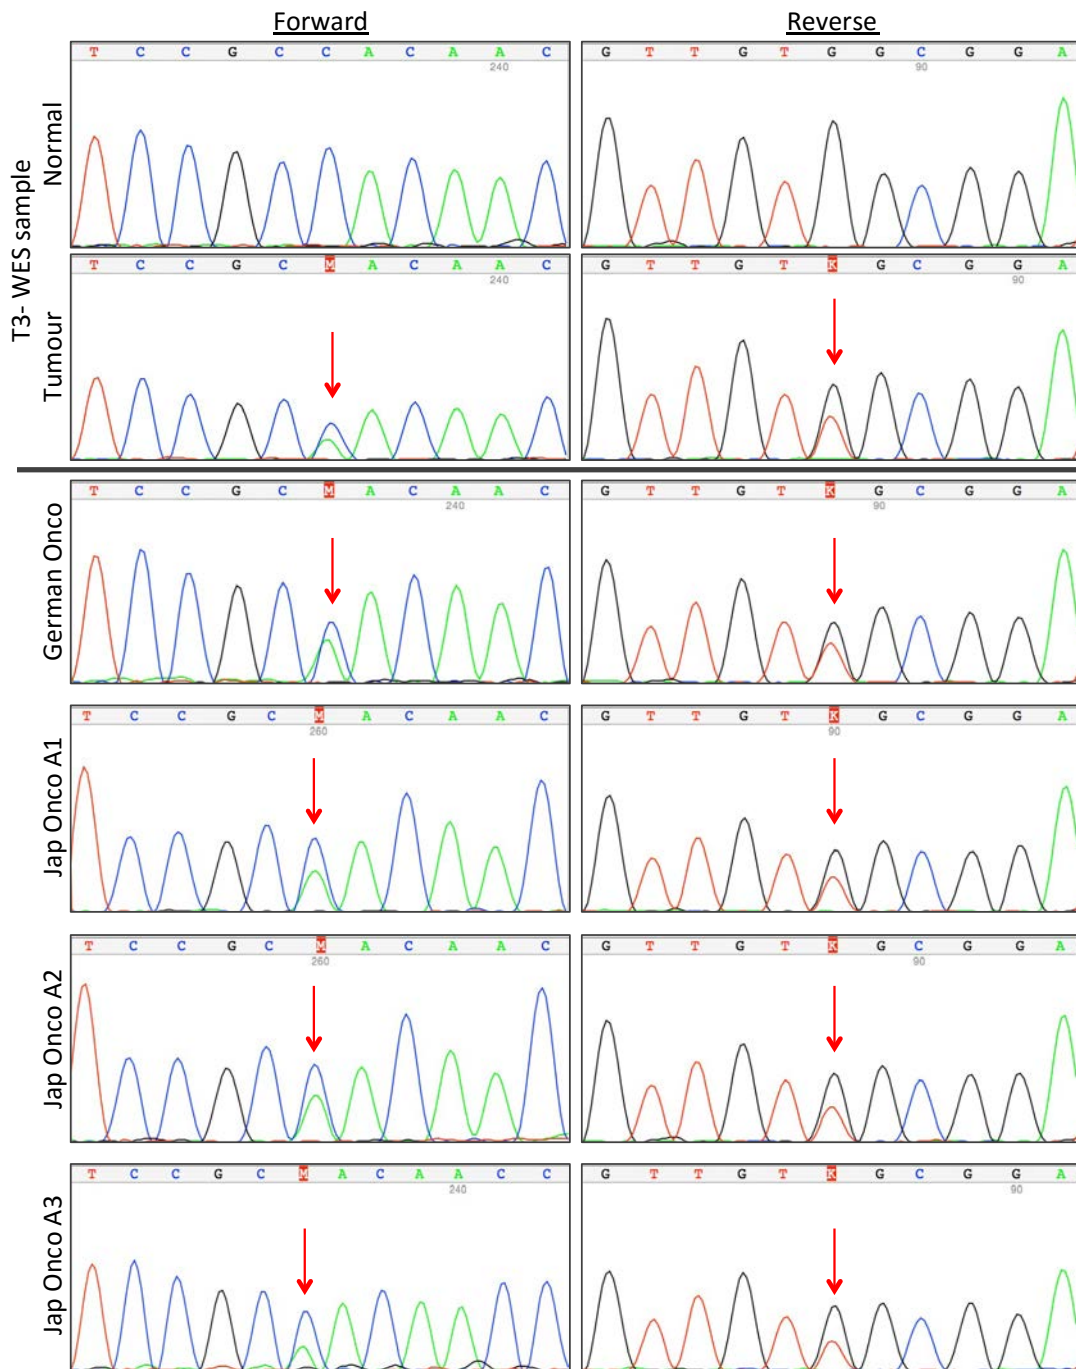 Forward Reverse
T3- WES sample
Normal
T C C G C C A C A A C
240
G T T G T G G C G G A
90
Tumour
T C C G C M A C A A C
240
G T T G T K G C G G A
90
German Onco
T C C G C M A C A A C
240
G T T G T K G C G G A
90
Jap Onco A1
T C C G C M A C A A C
260
G T T G T K G C G G A
90
Jap Onco A2
T C C G C M A C A A C
260
G T T G T K G C G G A
90
Jap Onco A3
T C C G C M A C A A C C
240
G T T G T K G C G G A
90